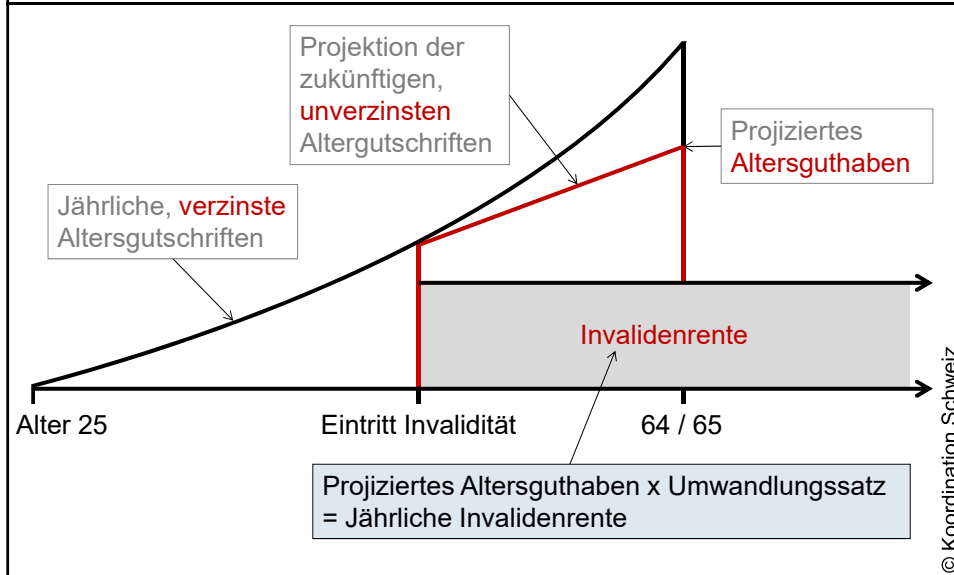 Projektion der
zukünftigen,
unverzinsten
Altergutschriften
Projiziertes
Altersguthaben
Jährliche, verzinste
Altersgutschriften
Invalidenrente
Alter 25
Eintritt Invalidität
64 / 65
Projiziertes Altersguthaben x Umwandlungssatz
= Jährliche Invalidenrente
© Koordination Schweiz